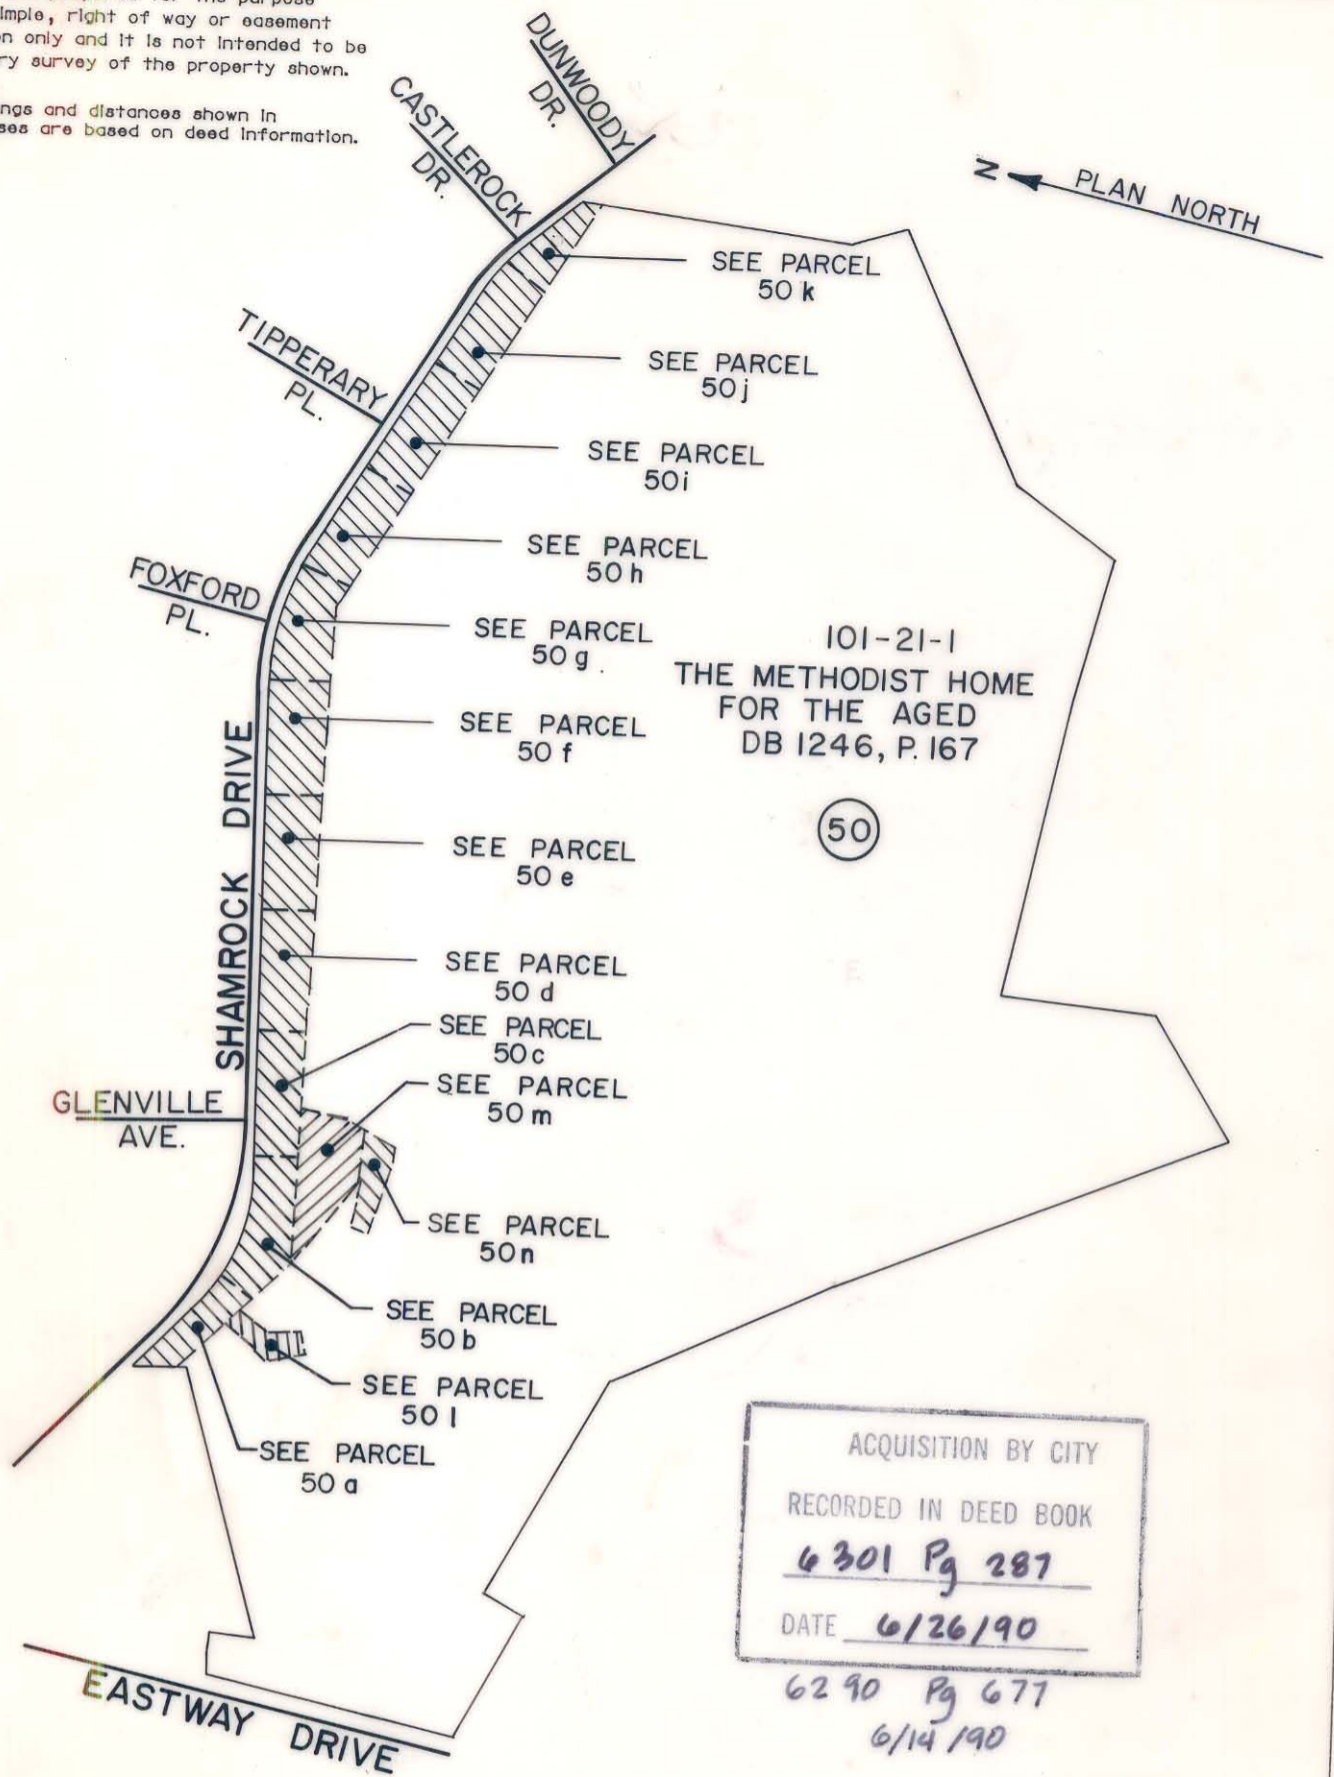 imple, right of way or easement
n only and it is not intended to be
ry survey of the property shown.
ngs and distances shown in
ses are based on deed information.
DUNWOODY
DR.
CASTLEROCK
DR.
N
PLAN NORTH
SEE PARCEL
50 k
TIPPERARY
PL.
SEE PARCEL
50 j
SEE PARCEL
50 i
SEE PARCEL
50 h
FOXFORD
PL.
SEE PARCEL
50 g
101-21-1
THE METHODIST HOME
FOR THE AGED
DB 1246, P. 167
50
SEE PARCEL
50 f
SHAMROCK DRIVE
SEE PARCEL
50 e
SEE PARCEL
50 d
SEE PARCEL
50 c
SEE PARCEL
50 m
GLENVILLE
AVE.
SEE PARCEL
50 n
SEE PARCEL
50 b
SEE PARCEL
50 l
SEE PARCEL
50 a
ACQUISITION BY CITY
RECORDED IN DEED BOOK
6301 Pg 287
DATE 6/26/90
6290 Pg 677
6/14/90
EASTWAY DRIVE